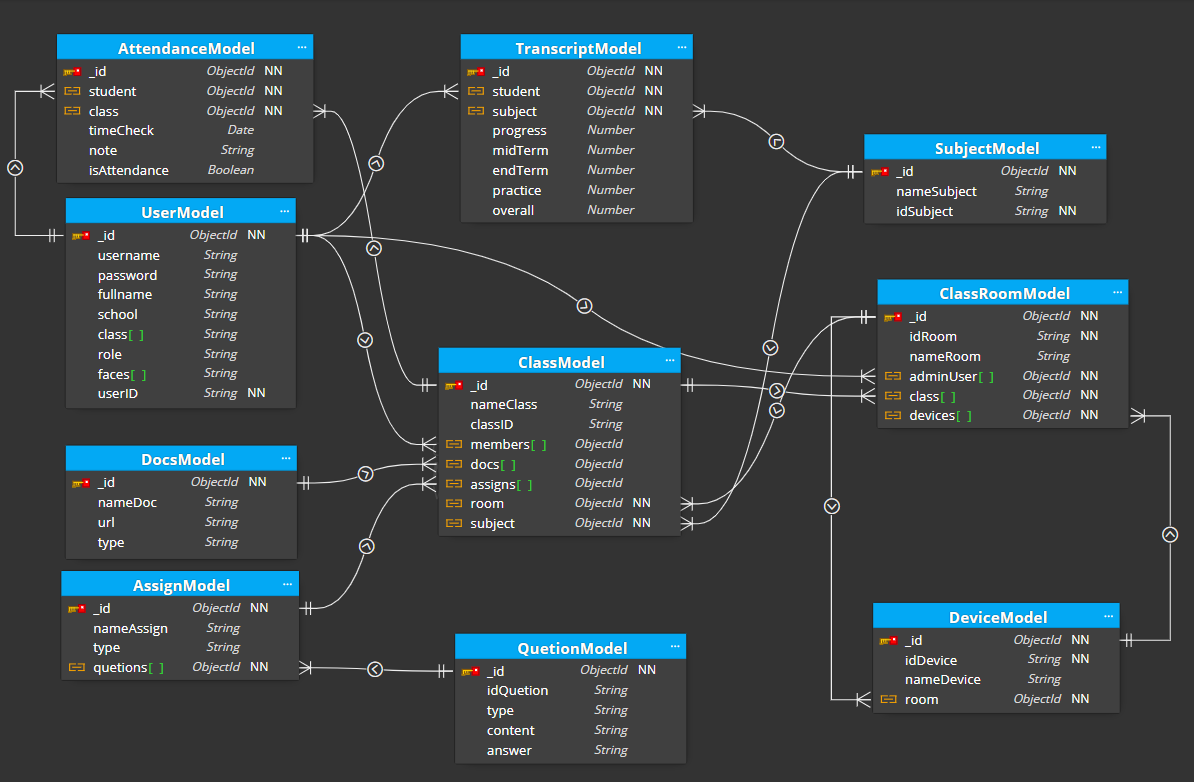 AttendanceModel ...
_id ObjectId NN
student ObjectId NN
class ObjectId NN
timeCheck Date
note String
isAttendance Boolean
TranscriptModel ...
_id ObjectId NN
student ObjectId NN
subject ObjectId NN
progress Number
midTerm Number
endTerm Number
practice Number
overall Number
SubjectModel ...
_id ObjectId NN
nameSubject String
idSubject String NN
UserModel ...
_id ObjectId NN
username String
password String
fullname String
school String
class[ ] String
role String
faces[ ] String
userID String NN
ClassRoomModel ...
_id ObjectId NN
idRoom String NN
nameRoom String
adminUser[ ] ObjectId NN
class[ ] ObjectId NN
devices[ ] ObjectId NN
ClassModel ...
_id ObjectId NN
nameClass String
classID String
members[ ] ObjectId
docs[ ] ObjectId
assigns[ ] ObjectId
room ObjectId NN
subject ObjectId NN
DocsModel ...
_id ObjectId NN
nameDoc String
url String
type String
AssignModel ...
_id ObjectId NN
nameAssign String
type String
quetions[ ] ObjectId NN
QuetionModel ...
_id ObjectId NN
idQuetion String
type String
content String
answer String
DeviceModel ...
_id ObjectId NN
idDevice String NN
nameDevice String
room ObjectId NN